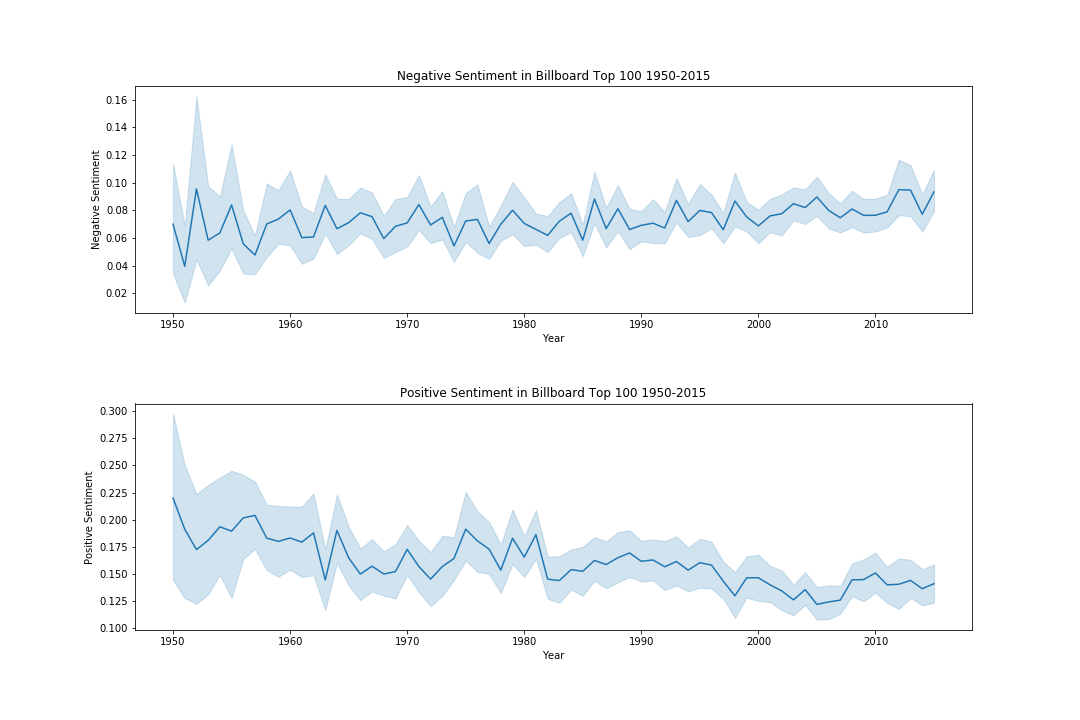 Negative Sentiment in Billboard Top 100 1950-2015
0.16
0.14
0.12
0.10
0.08
0.06
0.04
0.02
Negative Sentiment
1950 1960 1970 1980 1990 2000 2010
Year
Positive Sentiment in Billboard Top 100 1950-2015
0.300
0.275
0.250
0.225
0.200
0.175
0.150
0.125
0.100
Positive Sentiment
1950 1960 1970 1980 1990 2000 2010
Year